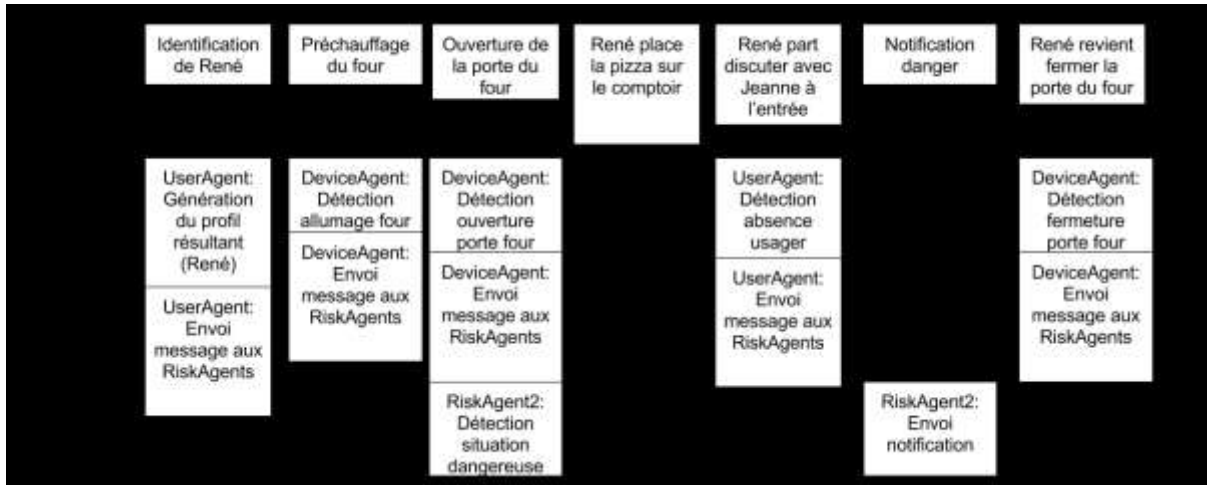 Identification
de René
Préchauffage
du four
Ouverture de
la porte du
four
René place
la pizza sur
le comptoir
René part
discuter avec
Jeanne à
l'entrée
Notification
danger
René revient
fermer la
porte du four
UserAgent:
Génération
du profil
résultant
(René)
UserAgent:
Envoi
message aux
RiskAgents
DeviceAgent:
Détection
allumage four
DeviceAgent:
Envoi
message aux
RiskAgents
DeviceAgent:
Détection
ouverture
porte four
DeviceAgent:
Envoi
message aux
RiskAgents
RiskAgent2:
Détection
situation
dangereuse
UserAgent:
Détection
absence
usager
UserAgent:
Envoi
message aux
RiskAgents
RiskAgent2:
Envoi
notification
DeviceAgent:
Détection
fermeture
porte four
DeviceAgent:
Envoi
message aux
RiskAgents